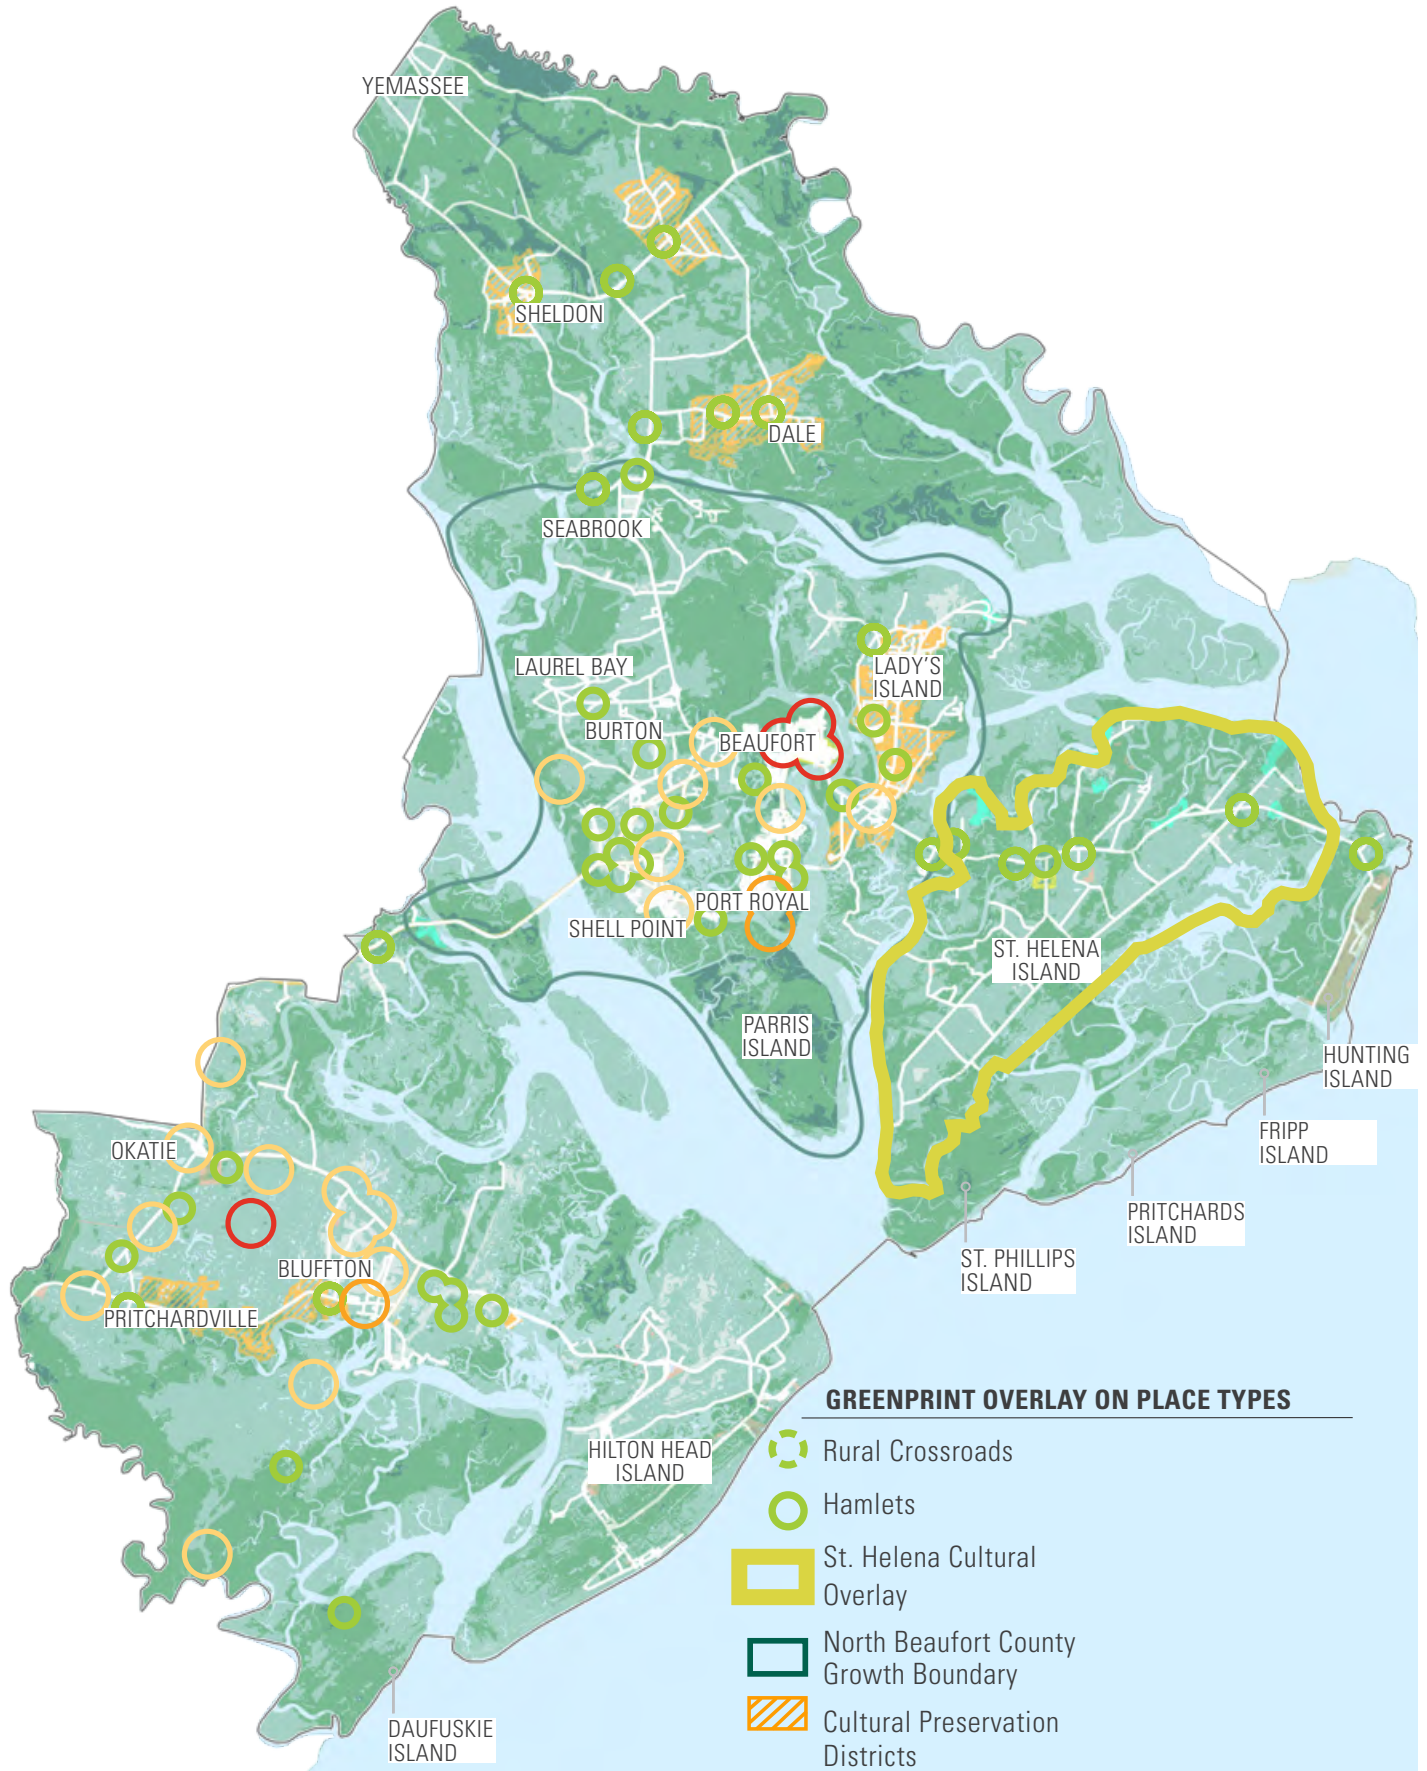 YEMASSEE
SHELDON
DALE
SEABROOK
LAUREL BAY
LADY'S
ISLAND
BURTON
BEAUFORT
PORT ROYAL
SHELL POINT
ST. HELENA
ISLAND
PARRIS
ISLAND
HUNTING
ISLAND
FRIPP
ISLAND
OKATIE
PRITCHARDS
ISLAND
ST. PHILLIPS
ISLAND
BLUFFTON
PRITCHARDVILLE
HILTON HEAD
ISLAND
DAUFUSKIE
ISLAND
GREENPRINT OVERLAY ON PLACE TYPES
Rural Crossroads
Hamlets
St. Helena Cultural
Overlay
North Beaufort County
Growth Boundary
Cultural Preservation
Districts